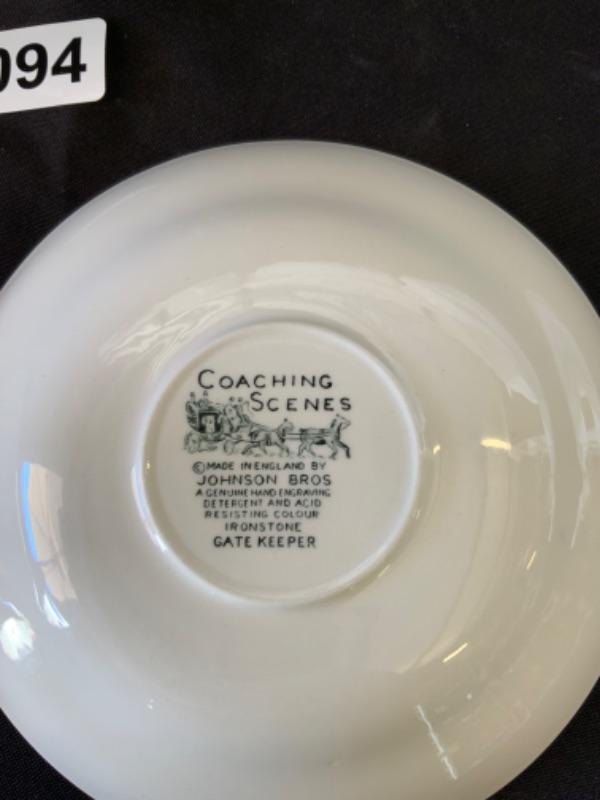 094
COACHING
SCENES
© MADE IN ENGLAND BY
JOHNSON BROS
A GENUINE HAND ENGRAVING
DETERGENT AND ACID
RESISTING COLOUR
IRONSTONE
GATE KEEPER